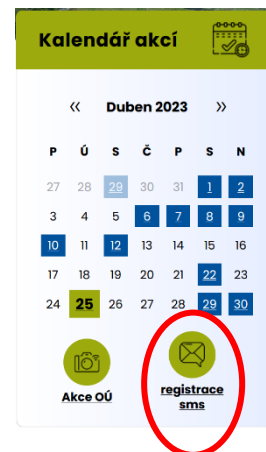 Kalendář akcí
« Duben 2023 »
P Ú S Č P S N
27 28 29 30 31 1 2
3 4 5 6 7 8 9
10 11 12 13 14 15 16
17 18 19 20 21 22 23
24 25 26 27 28 29 30
Akce OÚ
registrace
sms